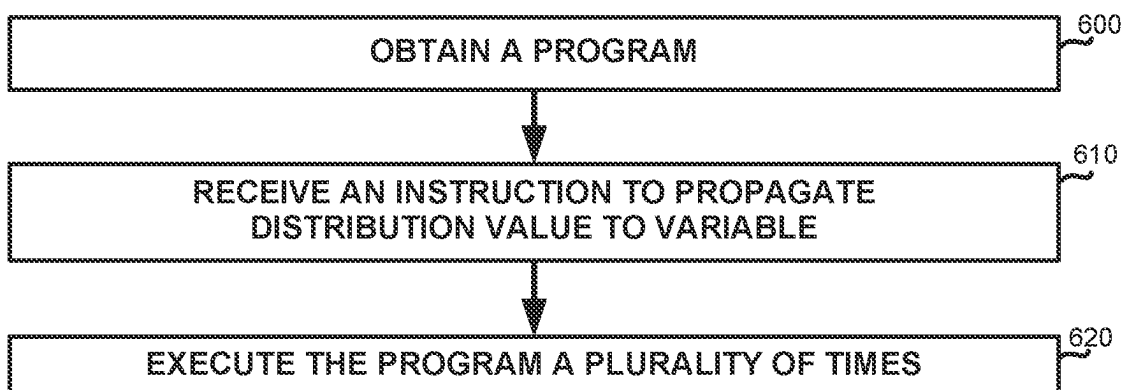 OBTAIN A PROGRAM
600
RECEIVE AN INSTRUCTION TO PROPAGATE
DISTRIBUTION VALUE TO VARIABLE
610
EXECUTE THE PROGRAM A PLURALITY OF TIMES
620